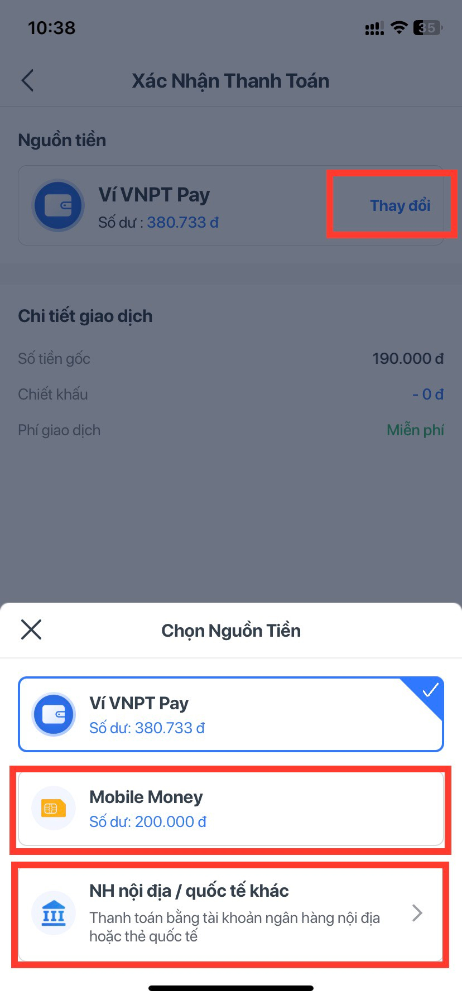 10:38
35
Xác Nhận Thanh Toán
Nguồn tiền
Ví VNPT Pay
Số dư : 380.733 đ
Thay đổi
Chi tiết giao dịch
Số tiền gốc
190.000 đ
Chiết khấu
- 0 đ
Phí giao dịch
Miễn phí
Chọn Nguồn Tiền
Ví VNPT Pay
Số dư: 380.733 đ
Mobile Money
Số dư: 200.000 đ
NH nội địa / quốc tế khác
Thanh toán bằng tài khoản ngân hàng nội địa
hoặc thẻ quốc tế